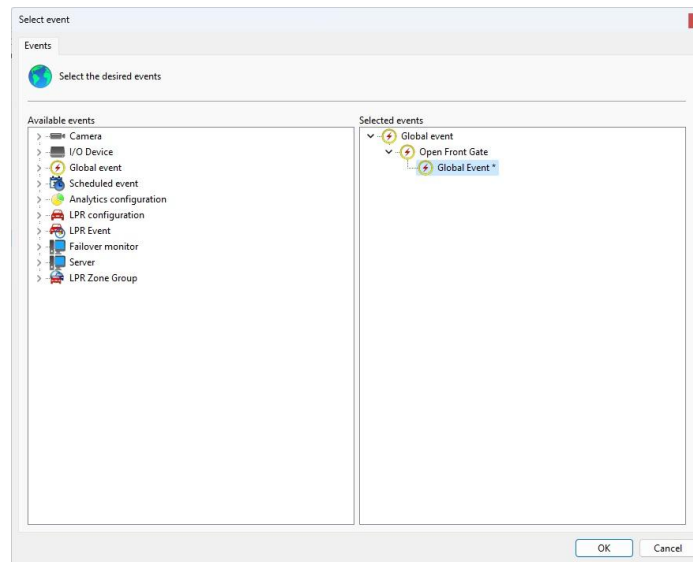 Select event
Events
Select the desired events
Available events
Camera
I/O Device
Global event
Scheduled event
Analytics configuration
LPR configuration
LPR Event
Failover monitor
Server
LPR Zone Group
Selected events
Global event
Open Front Gate
Global Event *
OK Cancel